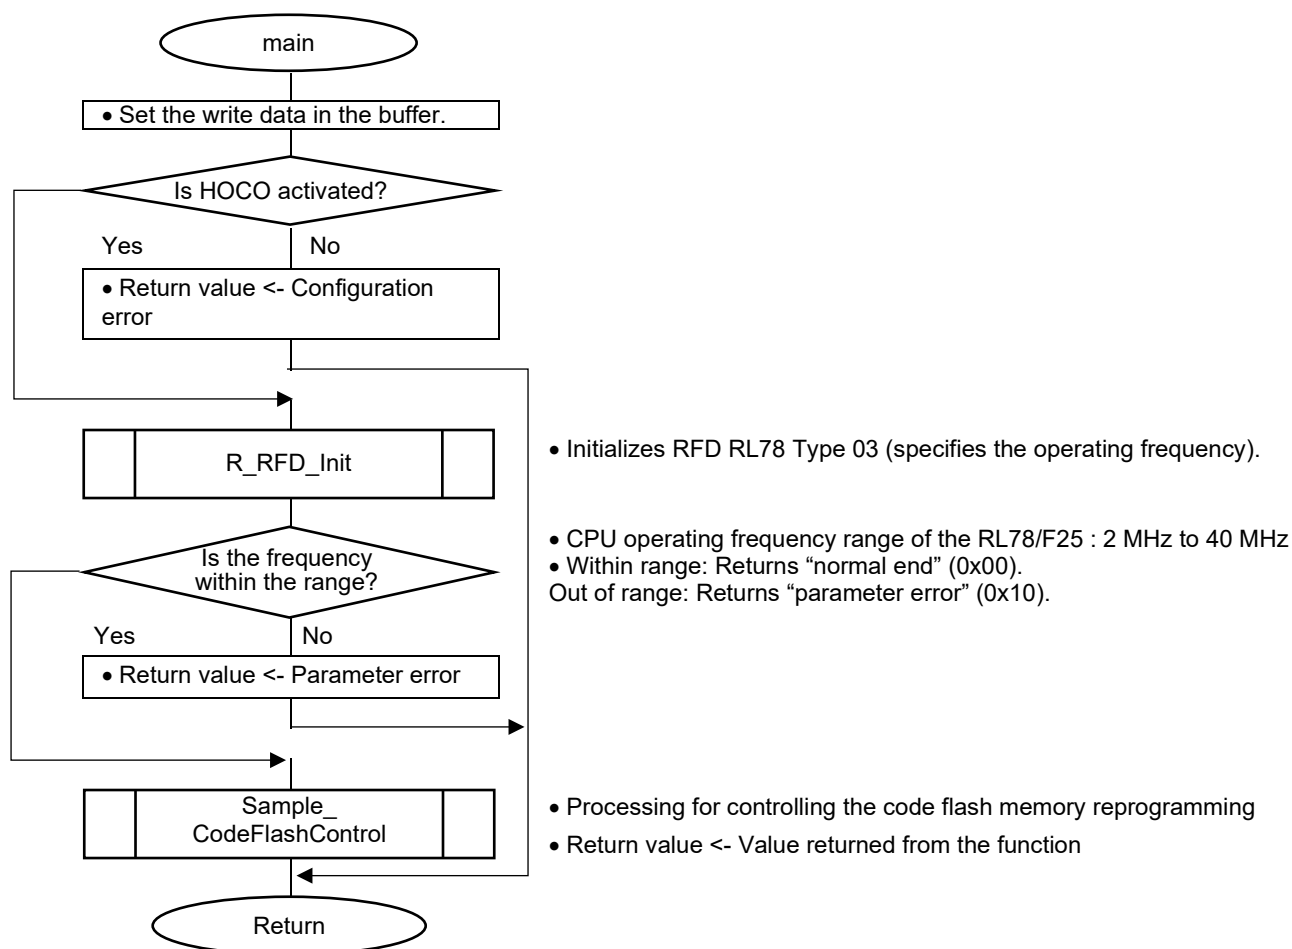 main
• Set the write data in the buffer.
Is HOCO activated?
Yes
No
• Return value <- Configuration
error
R_RFD_Init
• Initializes RFD RL78 Type 03 (specifies the operating frequency).
Is the frequency
within the range?
• CPU operating frequency range of the RL78/F25 : 2 MHz to 40 MHz
• Within range: Returns “normal end” (0x00).
Out of range: Returns “parameter error” (0x10).
Yes
No
• Return value <- Parameter error
Sample_
CodeFlashControl
• Processing for controlling the code flash memory reprogramming
• Return value <- Value returned from the function
Return